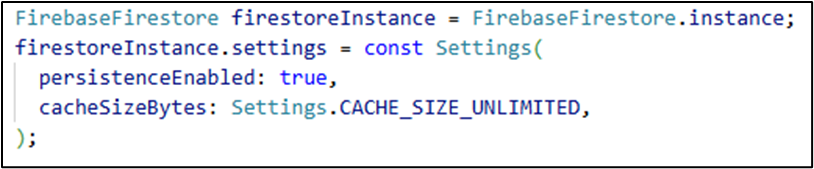 FirebaseFirestore firestoreInstance = FirebaseFirestore.instance;
firestoreInstance.settings = const Settings(
  persistenceEnabled: true,
  cacheSizeBytes: Settings.CACHE_SIZE_UNLIMITED,
);